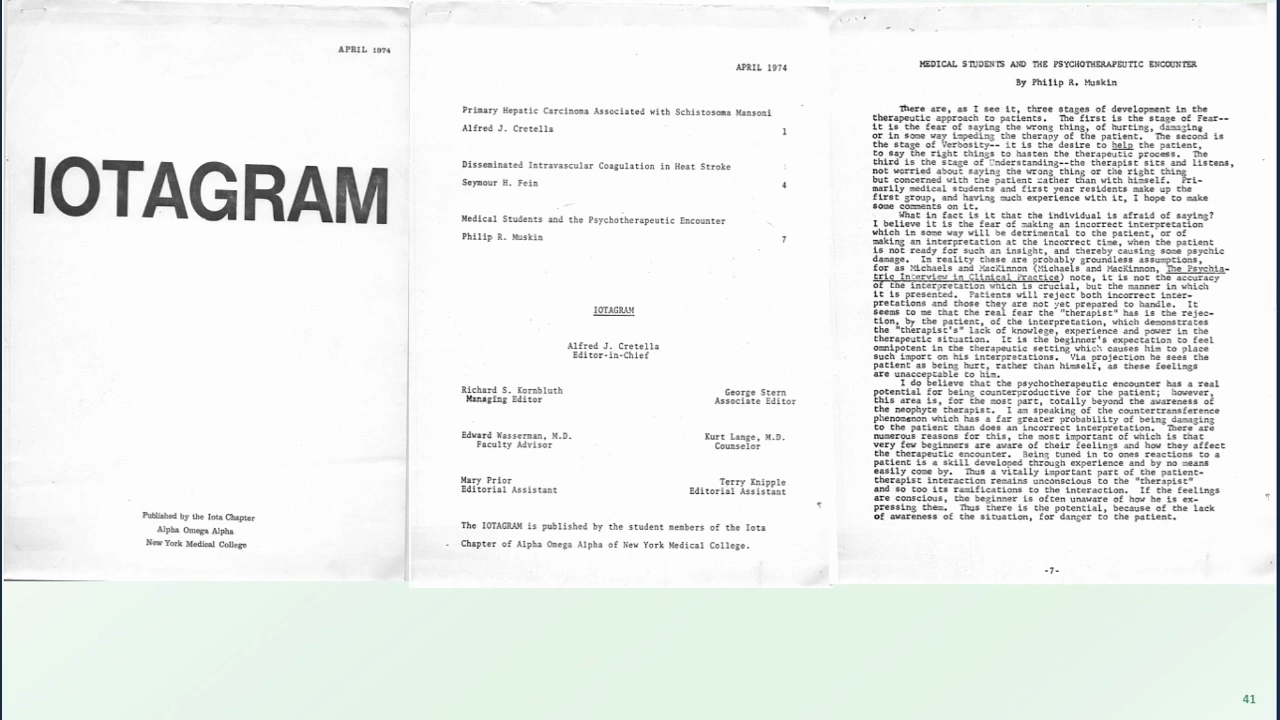 APRIL 1974
IOTAGRAM
Published by the Iota Chapter
Alpha Omega Alpha
New York Medical College
APRIL 1974
Primary Hepatic Carcinoma Associated with Schistosoma Mansoni
Alfred J. Cretella 1
Disseminated Intravascular Coagulation in Heat Stroke
Seymour H. Fein 4
Medical Students and the Psychotherapeutic Encounter
Philip R. Muskin 7
IOTAGRAM
Alfred J. Cretella
Editor-in-Chief
Richard S. Kornbluth George Stern
Managing Editor Associate Editor
Edward Wasserman, M.D. Kurt Lange, M.D.
Faculty Advisor Counselor
Mary Prior Terry Knipple
Editorial Assistant Editorial Assistant
The IOTAGRAM is published by the student members of the Iota
Chapter of Alpha Omega Alpha of New York Medical College.
MEDICAL STUDENTS AND THE PSYCHOTHERAPEUTIC ENCOUNTER
By Philip R. Muskin
There are, as I see it, three stages of development in the
therapeutic approach to patients. The first is the stage of Fear--
it is the fear of saying the wrong thing, of hurting, damaging
or in some way impeding the therapy of the patient. The second is
the stage of Verbosity-- it is the desire to help the patient,
to say the right things to hasten the therapeutic process. The
third is the stage of Understanding--the therapist sits and listens,
not worried about saying the wrong thing or the right thing
but concerned with the patient rather than with himself. Pri-
marily medical students and first year residents make up the
first group, and having much experience with it, I hope to make
some comments on it.
What in fact is it that the individual is afraid of saying?
I believe it is the fear of making an incorrect interpretation
which in some way will be detrimental to the patient, or of
making an interpretation at the incorrect time, when the patient
is not ready for such an insight, and thereby causing some psychic
damage. In reality these are probably groundless assumptions,
for as Michaels and MacKinnon (Michaels and MacKinnon, The Psychia-
tric Interview in Clinical Practice) note, it is not the accuracy
of the interpretation which is crucial, but the manner in which
it is presented. Patients will reject both incorrect inter-
pretations and those they are not yet prepared to handle. It
seems to me that the real fear the "therapist" has is the rejec-
tion, by the patient, of the interpretation, which demonstrates
the "therapist's" lack of knowlege, experience and power in the
therapeutic situation. It is the beginner's expectation to feel
omnipotent in the therapeutic setting which causes him to place
such import on his interpretations. Via projection he sees the
patient as being hurt, rather than himself, as these feelings
are unacceptable to him.
I do believe that the psychotherapeutic encounter has a real
potential for being counterproductive for the patient; however,
this area is, for the most part, totally beyond the awareness of
the neophyte therapist. I am speaking of the countertransference
phenomenon which has a far greater probability of being damaging
to the patient than does an incorrect interpretation. There are
numerous reasons for this, the most important of which is that
very few beginners are aware of their feelings and how they affect
the therapeutic encounter. Being tuned in to ones reactions to a
patient is a skill developed through experience and by no means
easily come by. Thus a vitally important part of the patient-
therapist interaction remains unconscious to the "therapist"
and so too its ramifications to the interaction. If the feelings
are conscious, the beginner is often unaware of how he is ex-
pressing them. Thus there is the potential, because of the lack
of awareness of the situation, for danger to the patient.
-7-
41